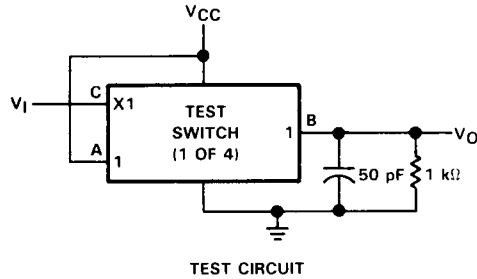 VCC
VI
C
X1
TEST
SWITCH
(1 OF 4)
A
1
1
B
VO
50 pF
1 kΩ
TEST CIRCUIT